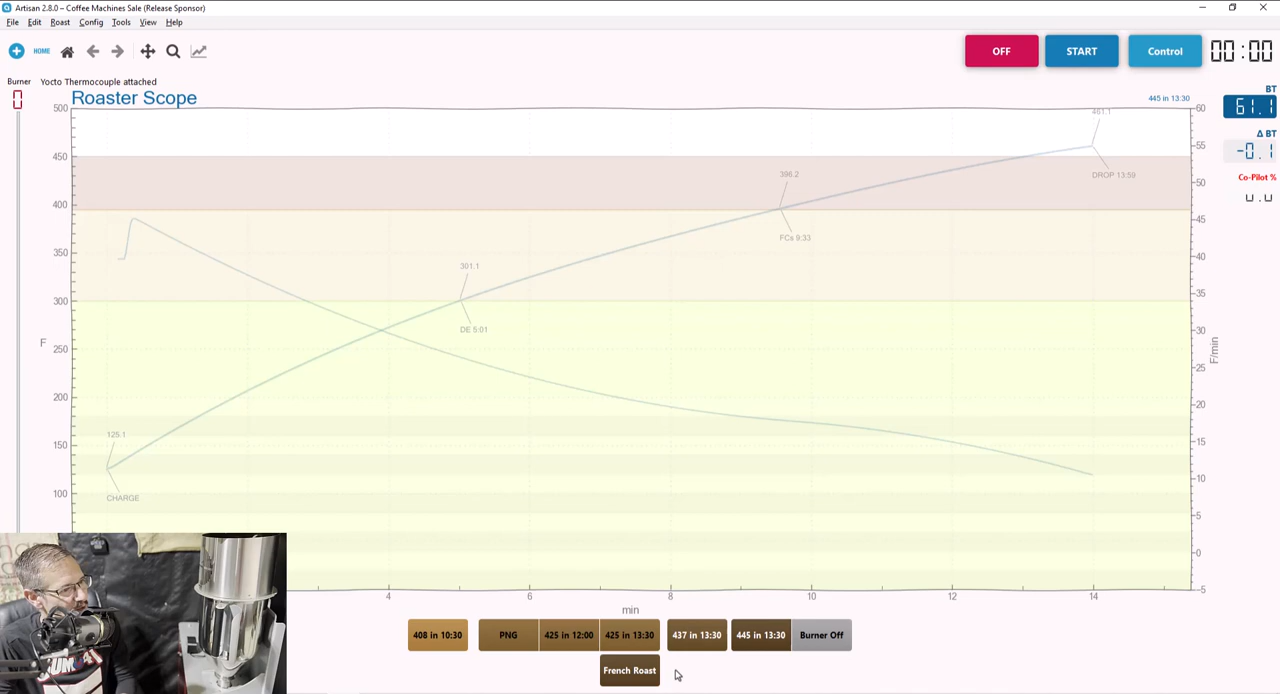 Artisan 2.8.0 – Coffee Machines Sale (Release Sponsor)
File Edit Roast Config Tools View Help
HOME
OFF
START
Control
00:00
Burner
Yocto Thermocouple attached
0
Roaster Scope
445 in 13:30
BT
61.1
Δ BT
-0.1
Co-Pilot %
500
450
400
350
300
250
200
150
100
F
60
55
50
45
40
35
30
25
20
15
10
5
0
-5
F/min
461.1
DROP 13:59
396.2
FCs 9:33
301.1
DE 5:01
125.1
CHARGE
4 6 8 10 12 14
min
408 in 10:30
PNG
425 in 12:00
425 in 13:30
437 in 13:30
445 in 13:30
Burner Off
French Roast